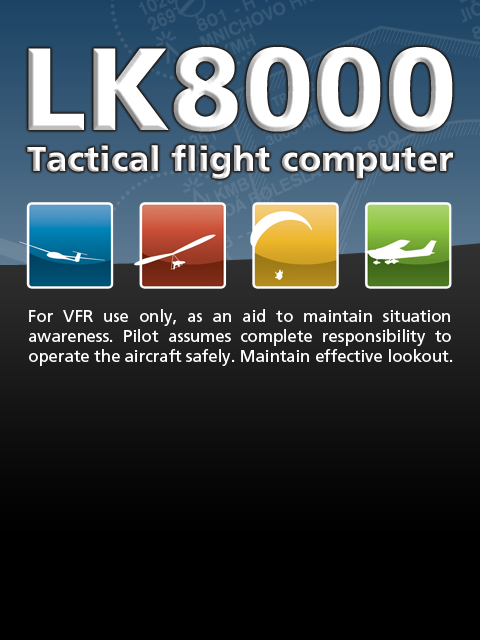 LK8000
Tactical flight computer
For VFR use only, as an aid to maintain situation
awareness. Pilot assumes complete responsibility to
operate the aircraft safely. Maintain effective lookout.